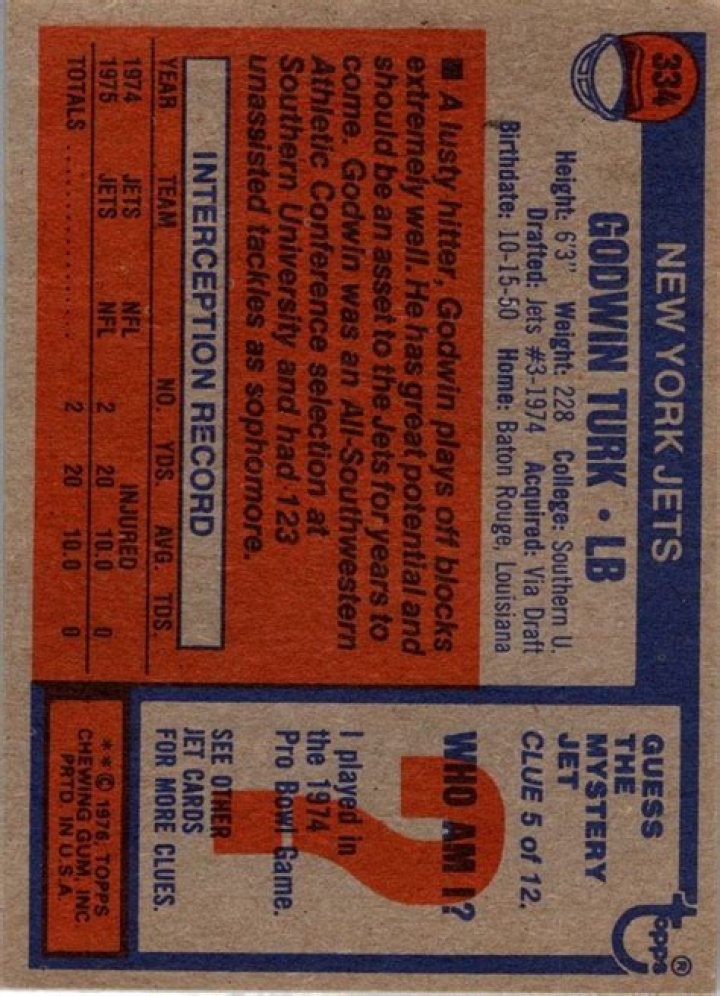 334
NEW YORK JETS
GODWIN TURK • LB
Height: 6'3" Weight: 228 College: Southern U.
Drafted: Jets #3-1974 Acquired: Via Draft
Birthdate: 10-15-50 Home: Baton Rouge, Louisiana
A lusty hitter, Godwin plays off blocks
extremely well. He has great potential and
should be an asset to the Jets for years to
come. Godwin was an All-Southwestern
Athletic Conference selection at
Southern University and had 123
unassisted tackles as sophomore.
INTERCEPTION RECORD
YEAR TEAM NO. YDS. AVG. TDS.
1974 JETS NFL INJURED
1975 JETS NFL 2 20 10.0 0
TOTALS .................... 2 20 10.0 0
GUESS
THE
MYSTERY
JET
CLUE 5 of 12.
topps®
?
WHO AM I?
I played in
the 1974
Pro Bowl Game.
SEE OTHER
JET CARDS
FOR MORE CLUES.
**© 1976, TOPPS
CHEWING GUM, INC.
PRTD. IN U.S.A.